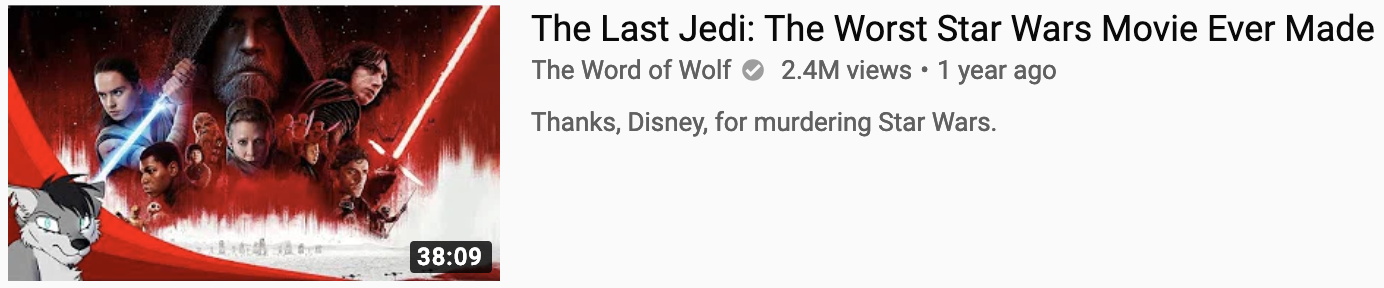 The Last Jedi: The Worst Star Wars Movie Ever Made
The Word of Wolf 2.4M views • 1 year ago
Thanks, Disney, for murdering Star Wars.
38:09